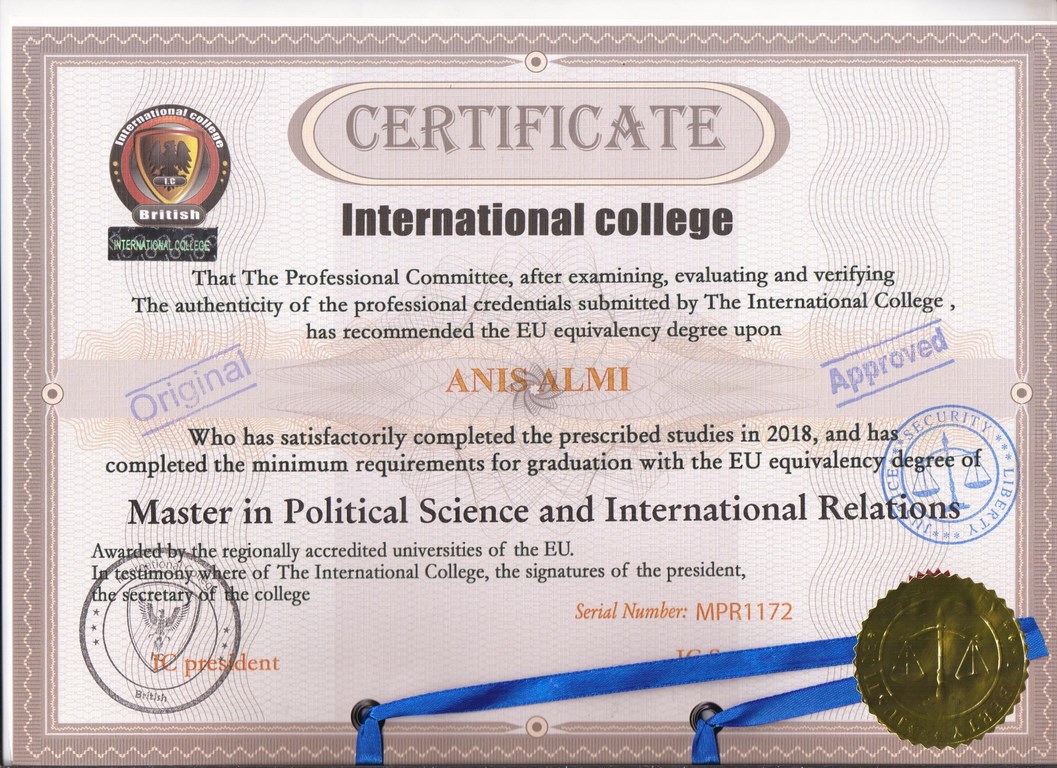 International college
I.C
British
INTERNATIONAL COLLEGE
CERTIFICATE
International college
That The Professional Committee, after examining, evaluating and verifying
The authenticity of the professional credentials submitted by The International College ,
has recommended the EU equivalency degree upon
Original
ANIS ALMI
Approved
Who has satisfactorily completed the prescribed studies in 2018, and has
completed the minimum requirements for graduation with the EU equivalency degree of
SECURITY
LIBERTY
Master in Political Science and International Relations
Awarded by the regionally accredited universities of the EU.
In testimony where of The International College, the signatures of the president,
the secretary of the college
Serial Number: MPR1172
IC president
British